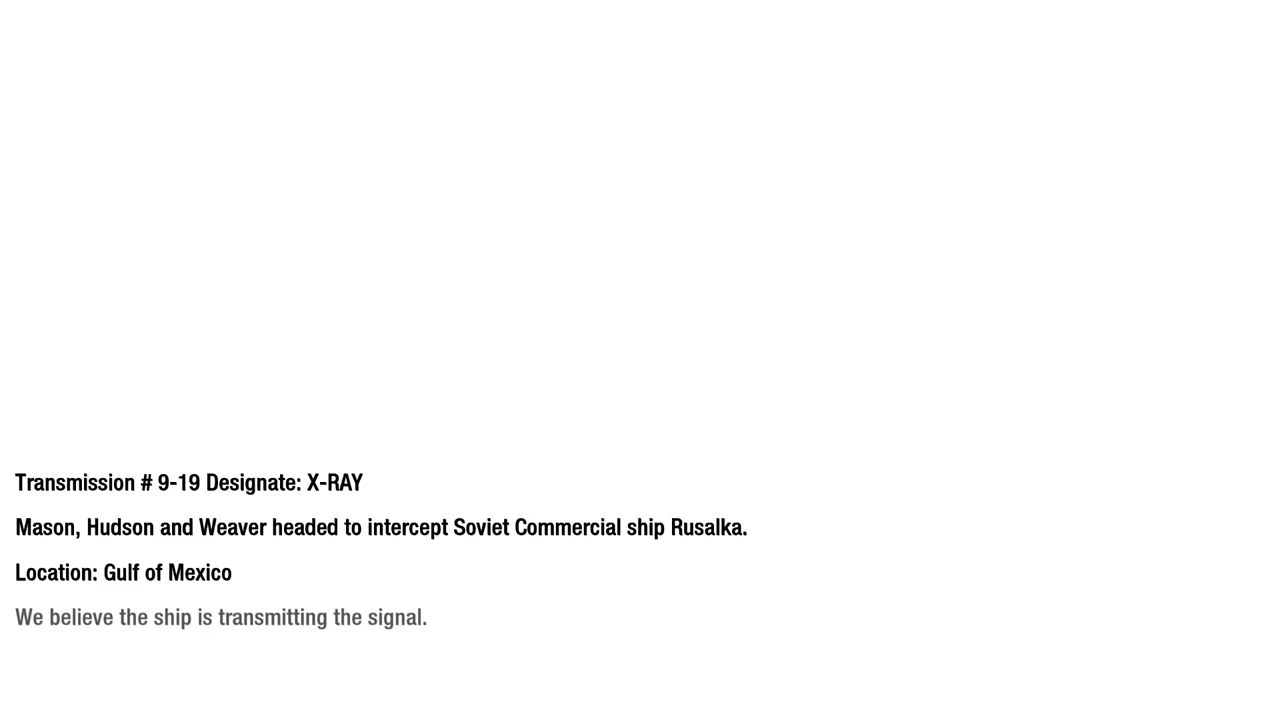 Transmission # 9-19 Designate: X-RAY
Mason, Hudson and Weaver headed to intercept Soviet Commercial ship Rusalka.
Location: Gulf of Mexico
We believe the ship is transmitting the signal.